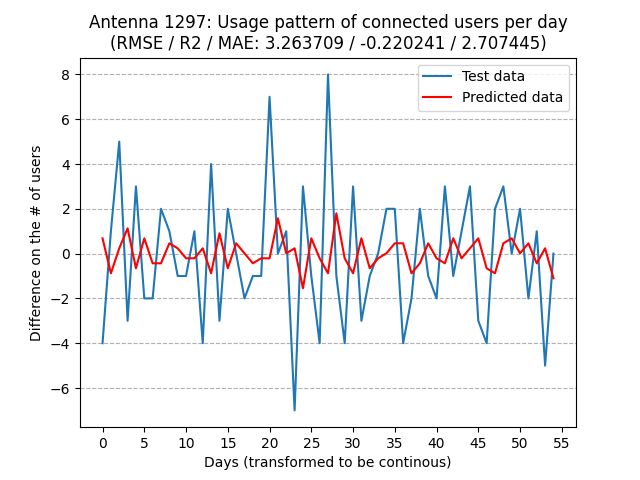 Antenna 1297: Usage pattern of connected users per day
(RMSE / R2 / MAE: 3.263709 / -0.220241 / 2.707445)
Test data
Predicted data
8
6
4
2
0
−2
−4
−6
Difference on the # of users
0 5 10 15 20 25 30 35 40 45 50 55
Days (transformed to be continous)